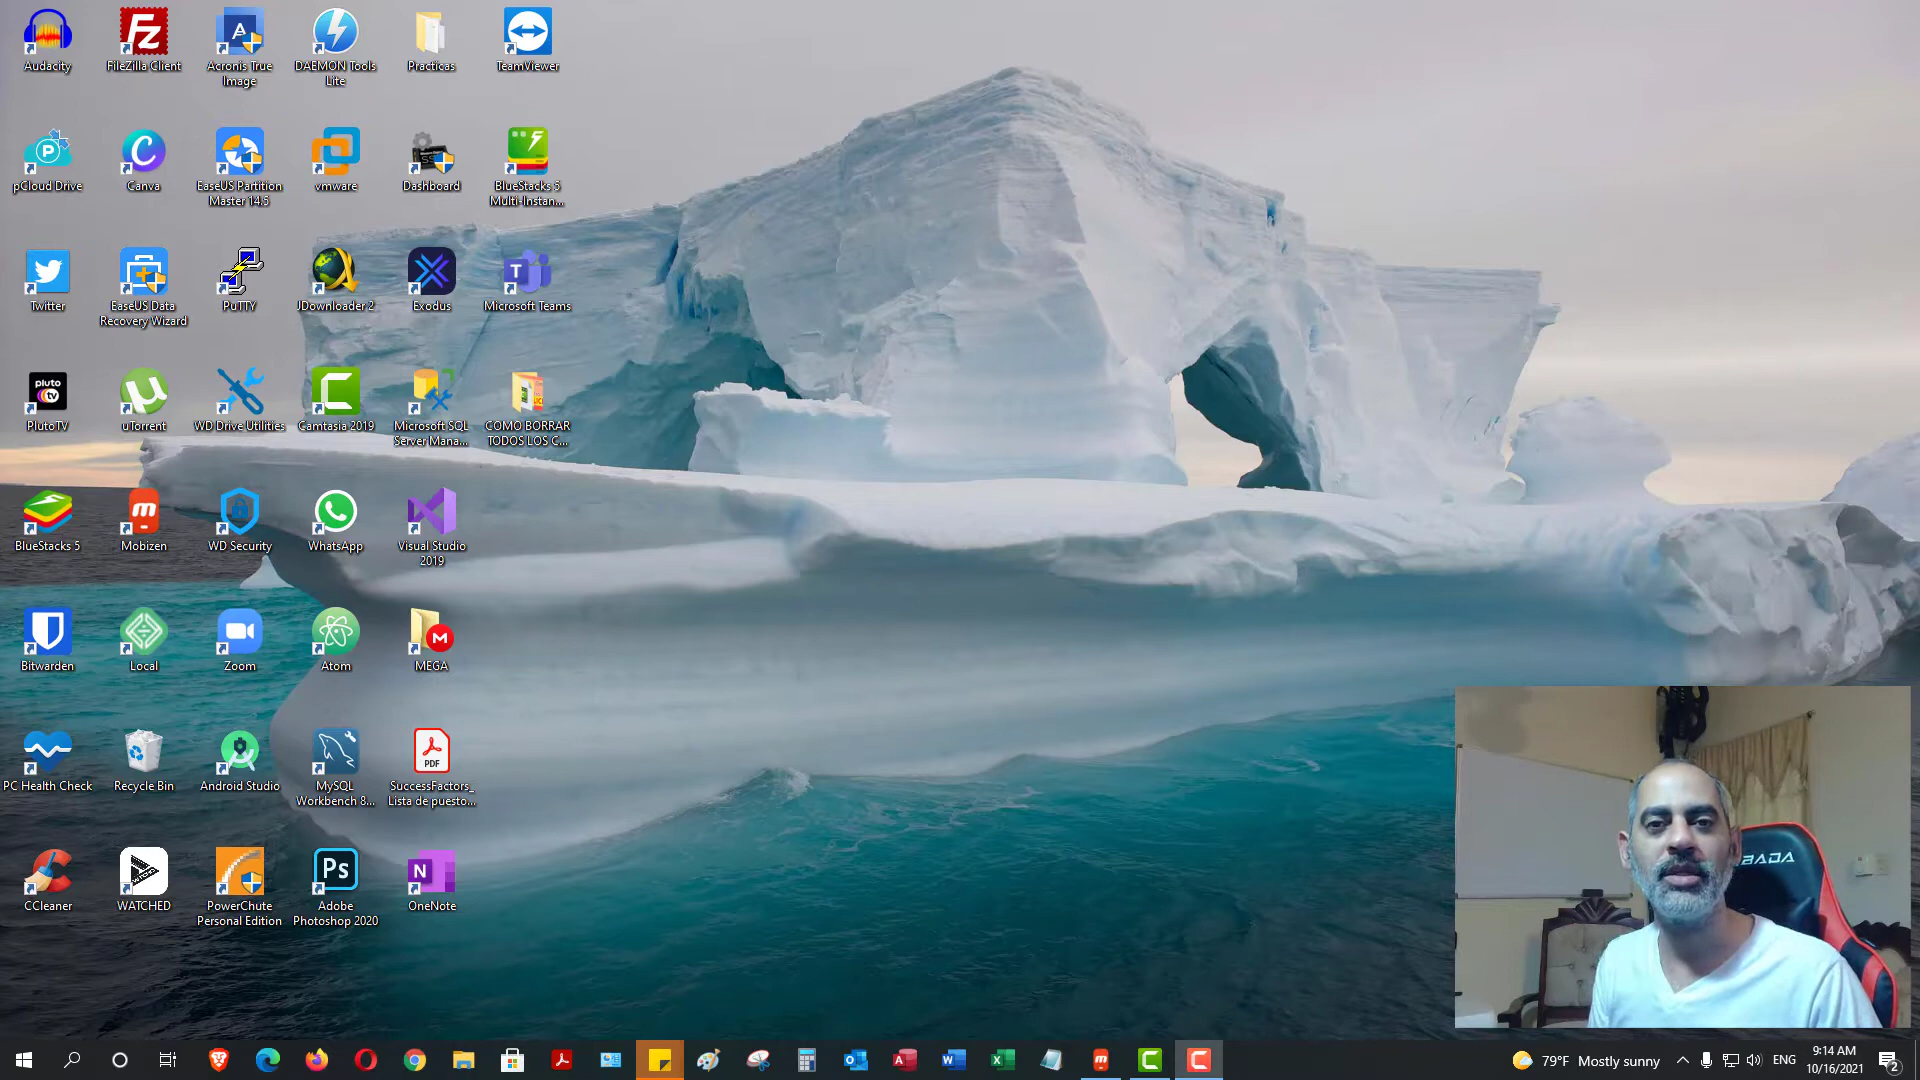 Audacity
FileZilla Client
Acronis True
Image
DAEMON Tools
Lite
Practicas
TeamViewer
pCloud Drive
Canva
EaseUS Partition
Master 14.5
vmware
Dashboard
BlueStacks 5
Multi-Instan...
Twitter
EaseUS Data
Recovery Wizard
PuTTY
JDownloader 2
Exodus
Microsoft Teams
pluto
tv
PlutoTV
uTorrent
WD Drive Utilities
Camtasia 2019
Microsoft SQL
Server Mana...
COMO BORRAR
TODOS LOS C...
BlueStacks 5
Mobizen
WD Security
WhatsApp
Visual Studio
2019
Bitwarden
Local
Zoom
Atom
MEGA
PC Health Check
Recycle Bin
Android Studio
MySQL
Workbench 8...
PDF
SuccessFactors_
Lista de puesto...
CCleaner
WATCHED
PowerChute
Personal Edition
Ps
Adobe
Photoshop 2020
OneNote
BADA
79°F Mostly sunny
ENG
9:14 AM
10/16/2021
2